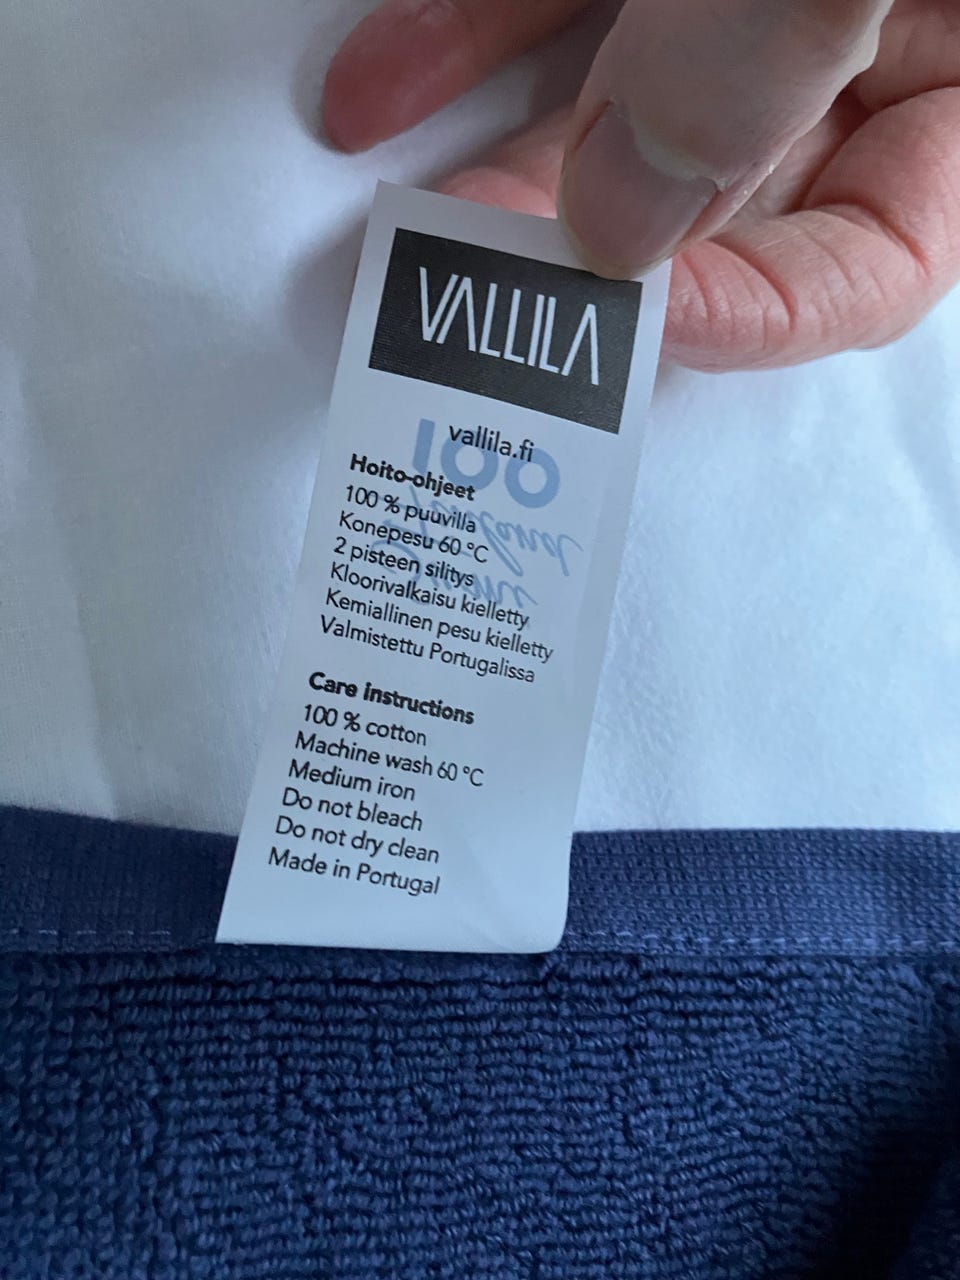 VALLILA
vallila.fi
Hoito-ohjeet
100 % puuvilla
Konepesu 60 °C
2 pisteen silitys
Kloorivalkaisu kielletty
Kemiallinen pesu kielletty
Valmistettu Portugalissa
Care instructions
100 % cotton
Machine wash 60 °C
Medium iron
Do not bleach
Do not dry clean
Made in Portugal